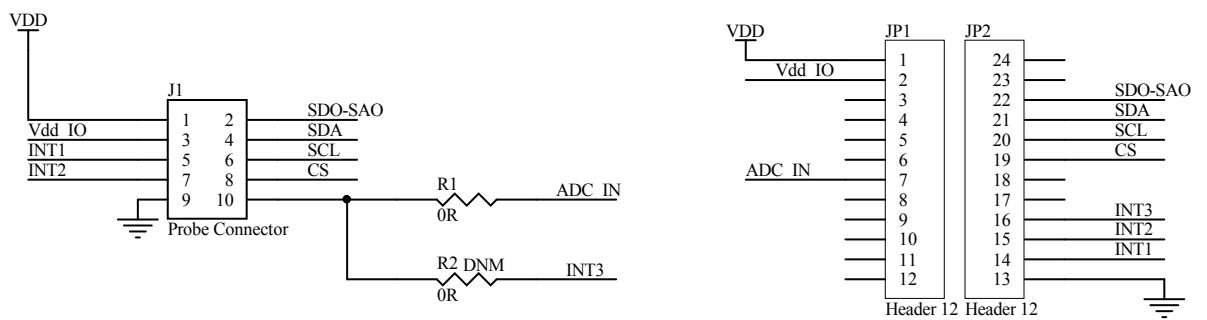 VDD
J1
1 2 SDO-SAO
Vdd_IO 3 4 SDA
INT1 5 6 SCL
INT2 7 8 CS
9 10
Probe Connector
R1 ADC_IN
0R
R2 DNM INT3
0R
JP1 JP2
VDD 1 24
Vdd_IO 2 23
3 22 SDO-SAO
4 21 SDA
5 20 SCL
6 19 CS
ADC_IN 7 18
8 17
9 16 INT3
10 15 INT2
11 14 INT1
12 13
Header 12 Header 12